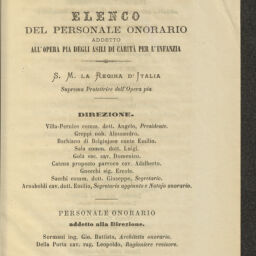 ELENCO
DEL PERSONALE ONORARIO
ADDETTO
ALL'OPERA PIA DEGLI ASILI DI CARITÀ PER L'INFANZIA
S. M. LA REGINA D'ITALIA
Suprema Protettrice dell'Opera pia
DIREZIONE.
Villa-Pernice comm. dott. Angelo, Presidente.
Greppi nob. Alessandro.
Barbiano di Belgiojoso conte Emilio.
Sala comm. dott. Luigi.
Gola cav. Domenico.
Catena proposto parroco cav. Adalberto.
Gnecchi sig. Ercole.
Sacchi comm. dott. Giuseppe, Segretario.
Arnaboldi cav. dott. Emilio, Segretario aggiunto e Notajo onorario.
PERSONALE ONORARIO
addetto alla Direzione.
Sormani ing. Gio. Battista, Architetto onorario.
Della Porta cav. rag. Leopoldo, Ragioniere revisore.